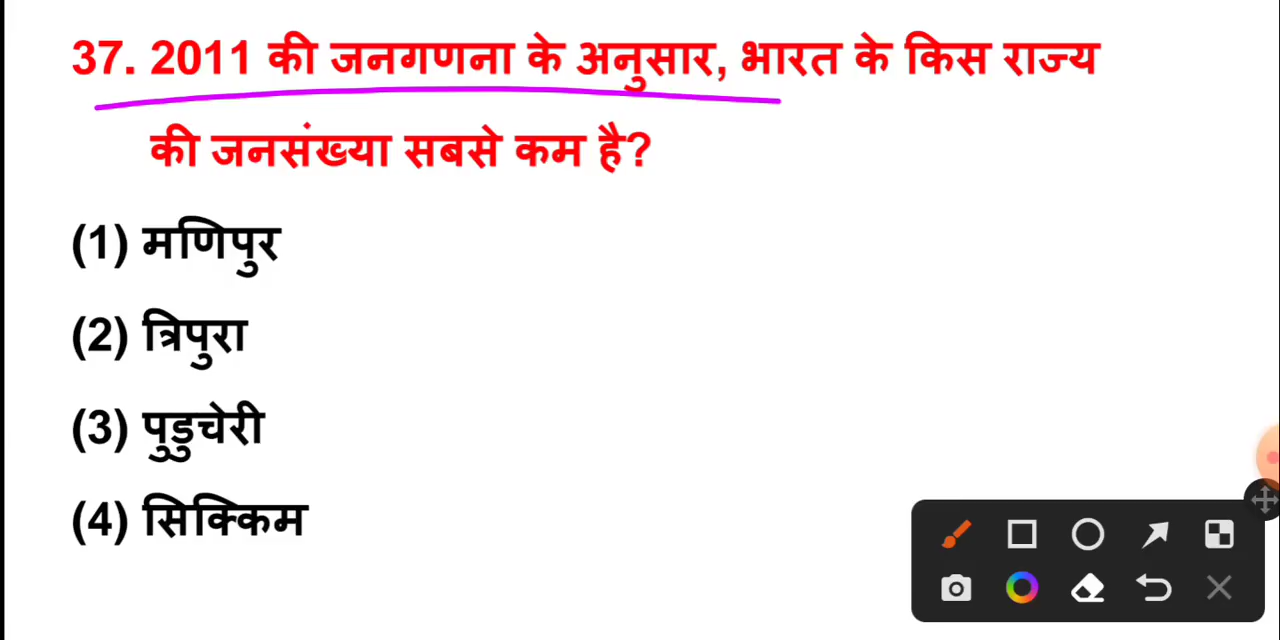 37. 2011 की जनगणना के अनुसार, भारत के किस राज्य
की जनसंख्या सबसे कम है?
(1) मणिपुर
(2) त्रिपुरा
(3) पुडुचेरी
(4) सिक्किम